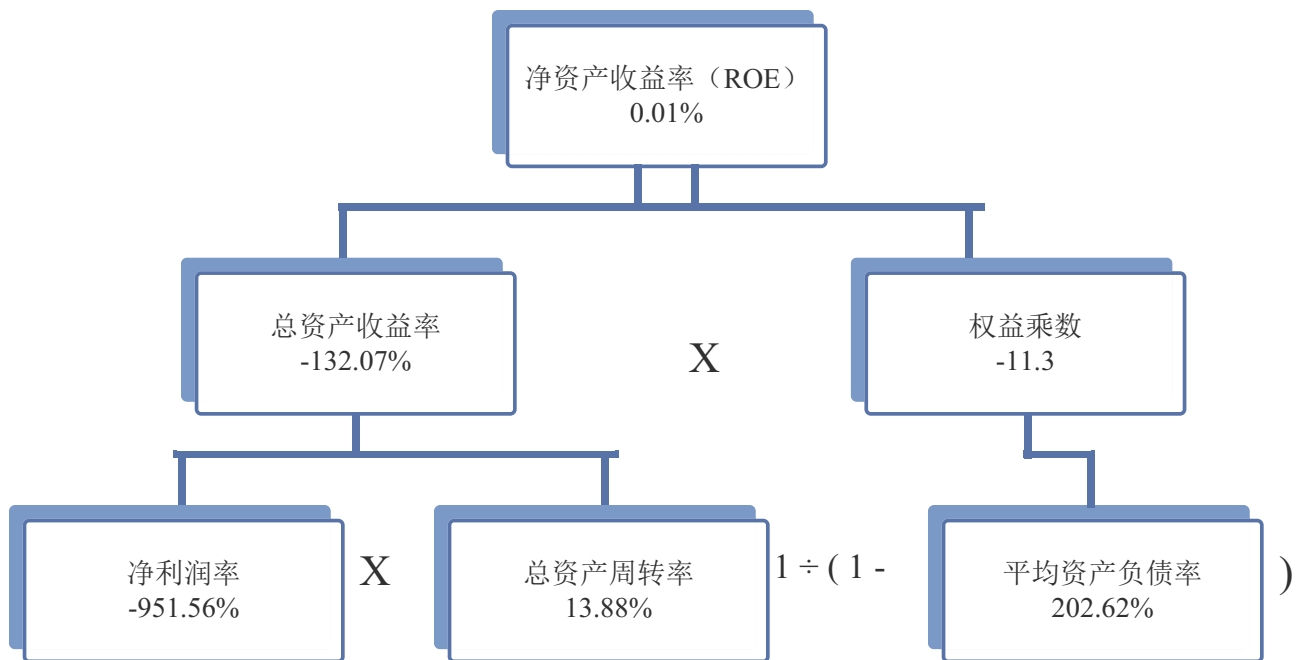 净资产收益率（ROE）
0.01%
总资产收益率
-132.07%
X
权益乘数
-11.3
净利润率
-951.56%
X
总资产周转率
13.88%
1 ÷ ( 1 -
平均资产负债率
202.62%
)